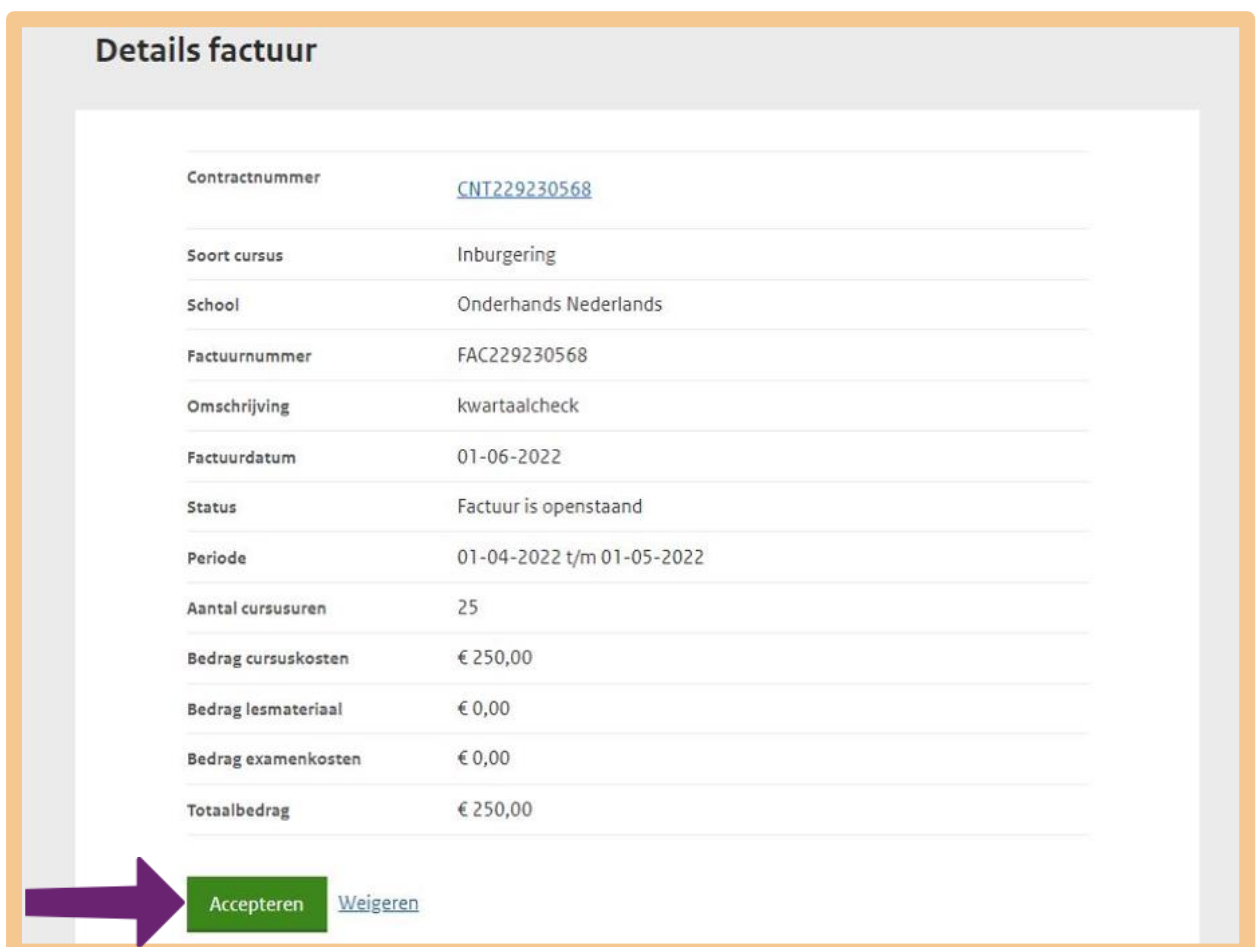 Details factuur
Contractnummer CNT229230568
Soort cursus Inburgering
School Onderhands Nederlands
Factuurnummer FAC229230568
Omschrijving kwartaalcheck
Factuurdatum 01-06-2022
Status Factuur is openstaand
Periode 01-04-2022 t/m 01-05-2022
Aantal cursusuren 25
Bedrag cursuskosten € 250,00
Bedrag lesmateriaal € 0,00
Bedrag examenkosten € 0,00
Totaalbedrag € 250,00
Accepteren Weigeren